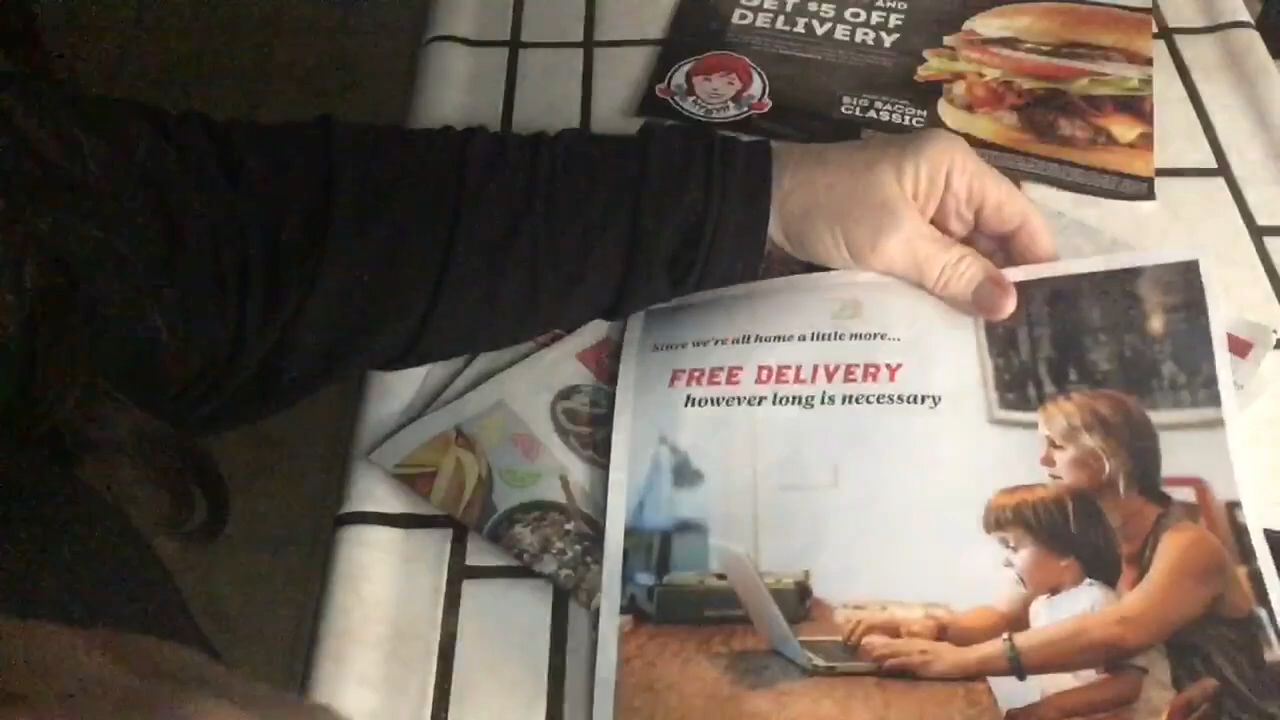 AND
GET $5 OFF
DELIVERY
BIG BACON
CLASSIC
Since we're all home a little more...
FREE DELIVERY
however long is necessary